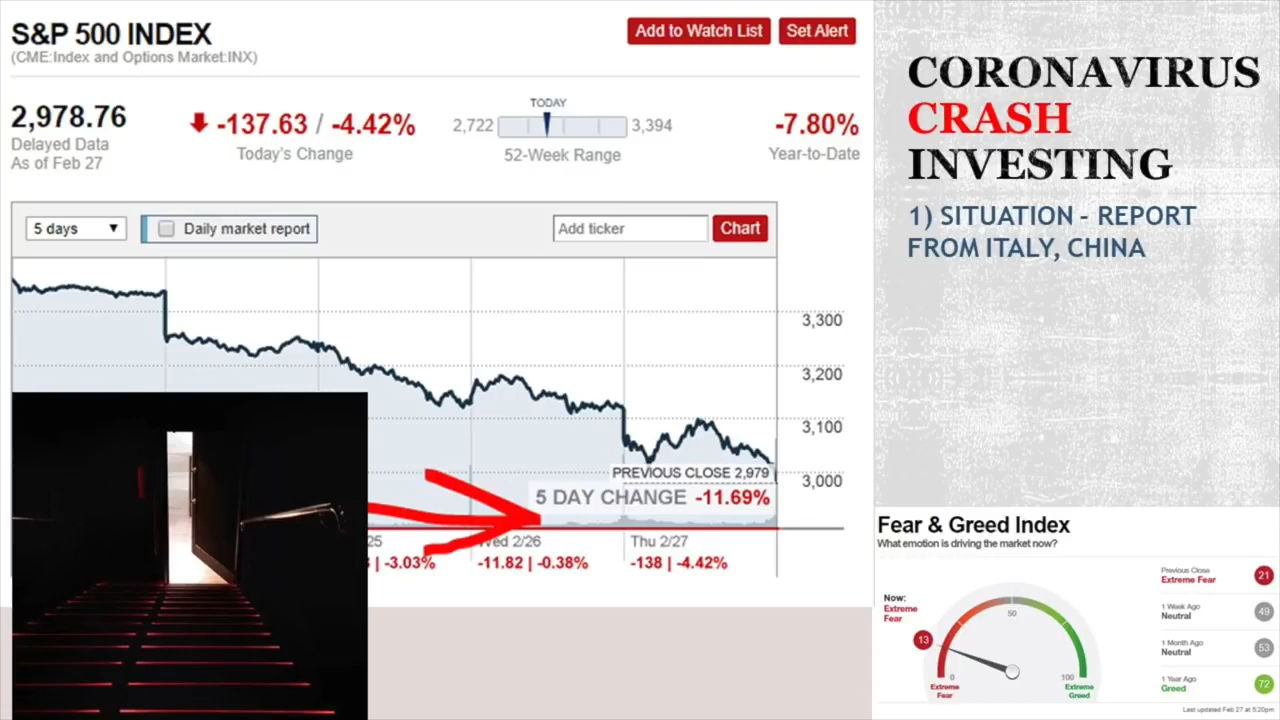 S&P 500 INDEX
(CME:Index and Options Market:INX)
Add to Watch List
Set Alert
2,978.76
Delayed Data
As of Feb 27
-137.63 / -4.42%
Today's Change
TODAY
2,722
3,394
52-Week Range
-7.80%
Year-to-Date
5 days
Daily market report
Add ticker
Chart
3,300
3,200
3,100
3,000
PREVIOUS CLOSE 2,979
5 DAY CHANGE -11.69%
25
Wed 2/26
Thu 2/27
| -3.03%
-11.82 | -0.38%
-138 | -4.42%
CORONAVIRUS
CRASH
INVESTING
1) SITUATION - REPORT
FROM ITALY, CHINA
Fear & Greed Index
What emotion is driving the market now?
Now:
Extreme
Fear
13
0
50
100
Extreme
Fear
Extreme
Greed
Previous Close
Extreme Fear
21
1 Week Ago
Neutral
49
1 Month Ago
Neutral
53
1 Year Ago
Greed
72
Last updated Feb 27 at 5:20pm